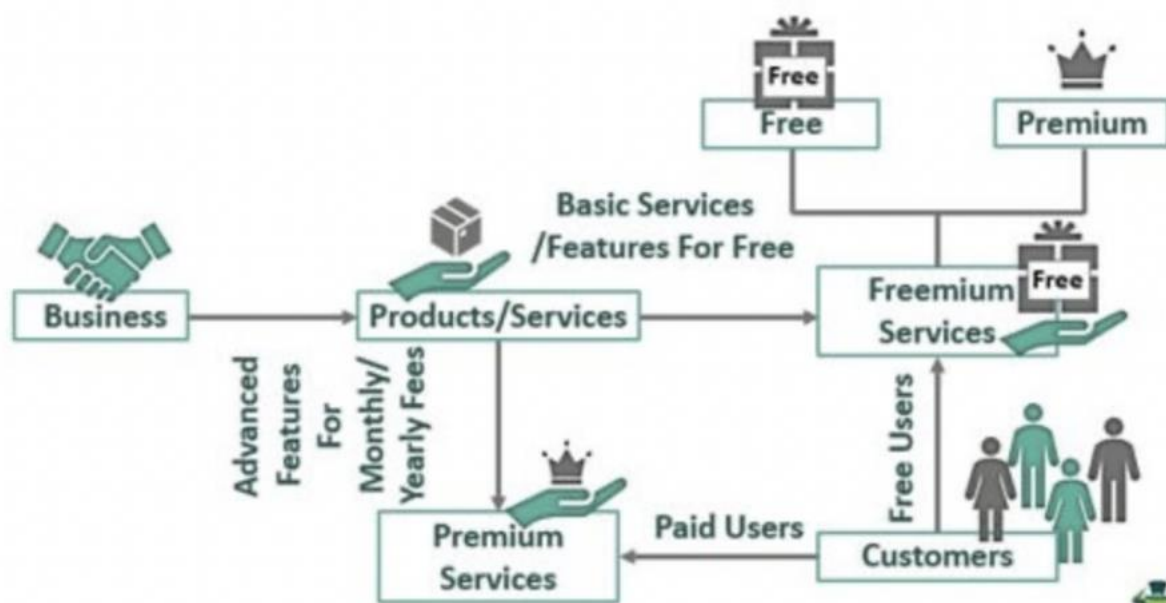 Free
Free
Premium
Basic Services
/Features For Free
Business
Products/Services
Freemium
Services
Free
Advanced
Features
For
Monthly/
Yearly Fees
Free Users
Premium
Services
Paid Users
Customers